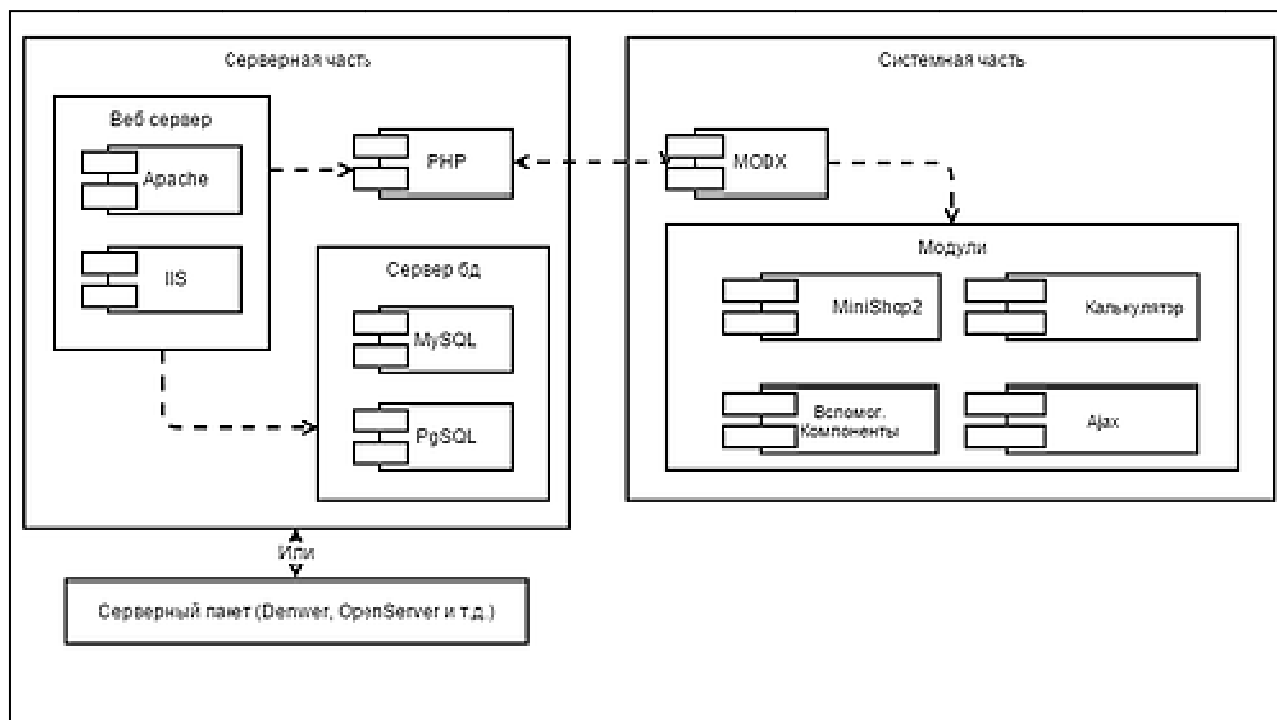 Серверная часть
Веб сервер
Apache
IIS
PHP
Сервер бд
MySQL
PgSQL
Или
Серверный пакет (Denwer, OpenServer и т.д.)
Системная часть
MODX
Модули
MiniShop2
Калькулятор
Вспомог.
Компоненты
Ajax